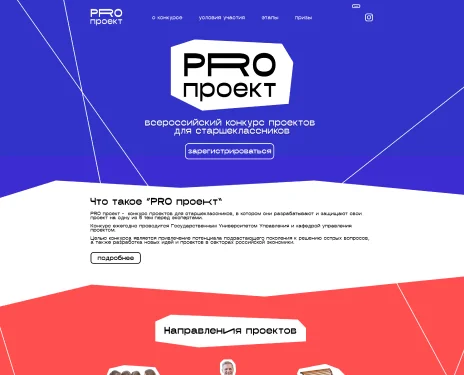 PRO
проект
о конкурсе условия участия этапы призы
PRO
проект
всероссийский конкурс проектов
для старшеклассников
зарегистрироваться
Что такое "PRO проект"
PRO проект - конкурс проектов для старшеклассников, в котором они разрабатывают и защищают свои
проект на одну из 5 тем перед экспертами.
Конкурс ежегодно проводится Государственным Университетом Управления и кафедрой управления
проектом.
Целью конкурса является привлечение потенциала подрастающего поколения к решению острых вопросов,
а также разработка новых идей и проектов в секторах российской экономики.
подробнее
Направления проектов